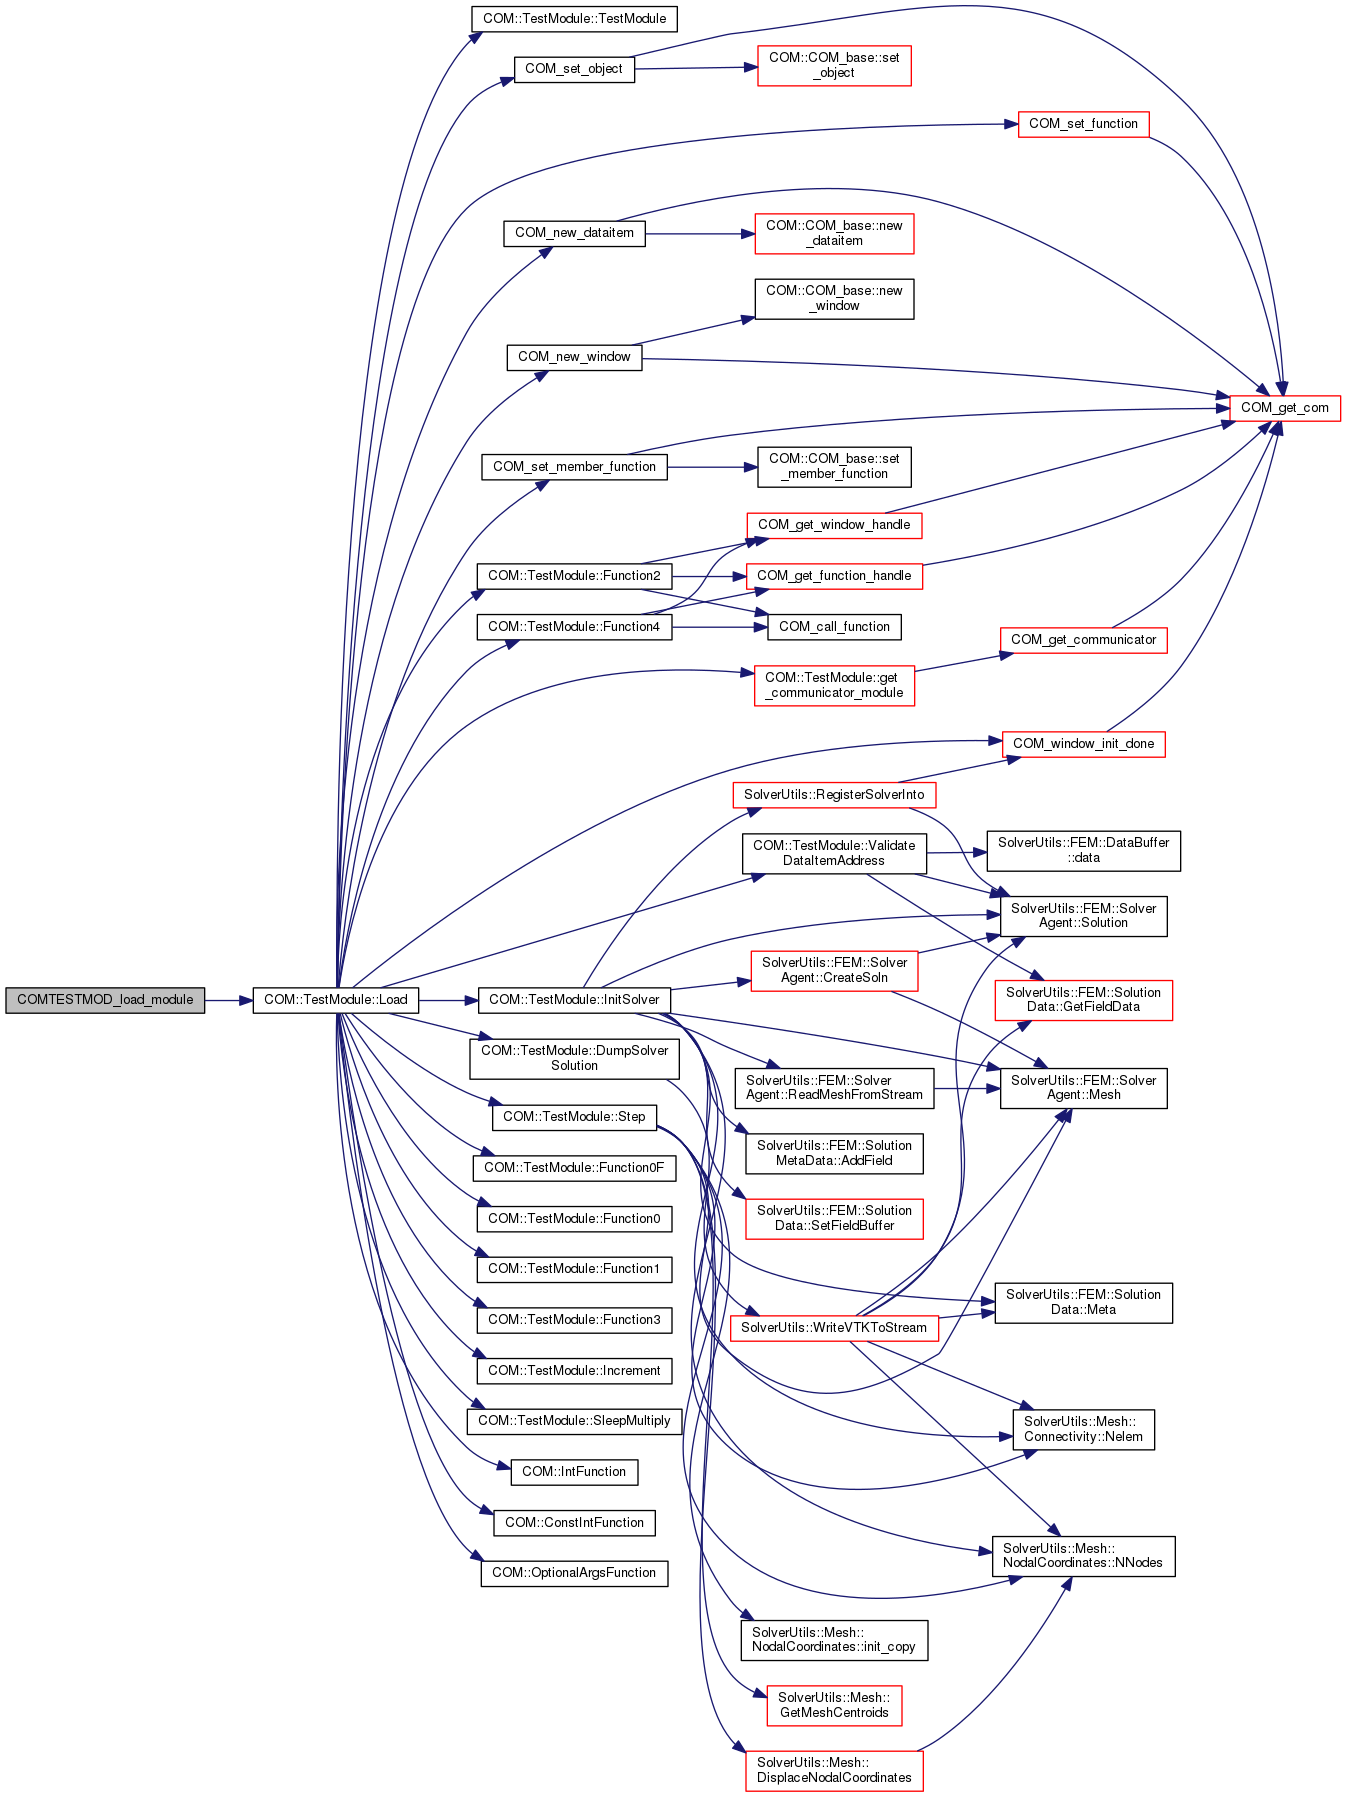 COM::TestModule::TestModule
COM_set_object
COM::COM_base::set
_object
COM_set_function
COM_new_dataitem
COM::COM_base::new
_dataitem
COM::COM_base::new
_window
COM_new_window
COM_get_com
COM_set_member_function
COM::COM_base::set
_member_function
COM_get_window_handle
COM::TestModule::Function2
COM_get_function_handle
COM::TestModule::Function4
COM_call_function
COM_get_communicator
COM::TestModule::get
_communicator_module
COM_window_init_done
SolverUtils::RegisterSolverInto
COM::TestModule::Validate
DataItemAddress
SolverUtils::FEM::DataBuffer
::data
SolverUtils::FEM::Solver
Agent::Solution
SolverUtils::FEM::Solver
Agent::CreateSoln
COMTESTMOD_load_module
COM::TestModule::Load
COM::TestModule::InitSolver
SolverUtils::FEM::Solution
Data::GetFieldData
COM::TestModule::DumpSolver
Solution
SolverUtils::FEM::Solver
Agent::ReadMeshFromStream
SolverUtils::FEM::Solver
Agent::Mesh
COM::TestModule::Step
SolverUtils::FEM::Solution
MetaData::AddField
COM::TestModule::Function0F
COM::TestModule::Function0
SolverUtils::FEM::Solution
Data::SetFieldBuffer
COM::TestModule::Function1
SolverUtils::FEM::Solution
Data::Meta
COM::TestModule::Function3
SolverUtils::WriteVTKToStream
COM::TestModule::Increment
COM::TestModule::SleepMultiply
SolverUtils::Mesh::
Connectivity::Nelem
COM::IntFunction
COM::ConstIntFunction
SolverUtils::Mesh::
NodalCoordinates::NNodes
COM::OptionalArgsFunction
SolverUtils::Mesh::
NodalCoordinates::init_copy
SolverUtils::Mesh::
GetMeshCentroids
SolverUtils::Mesh::
DisplaceNodalCoordinates